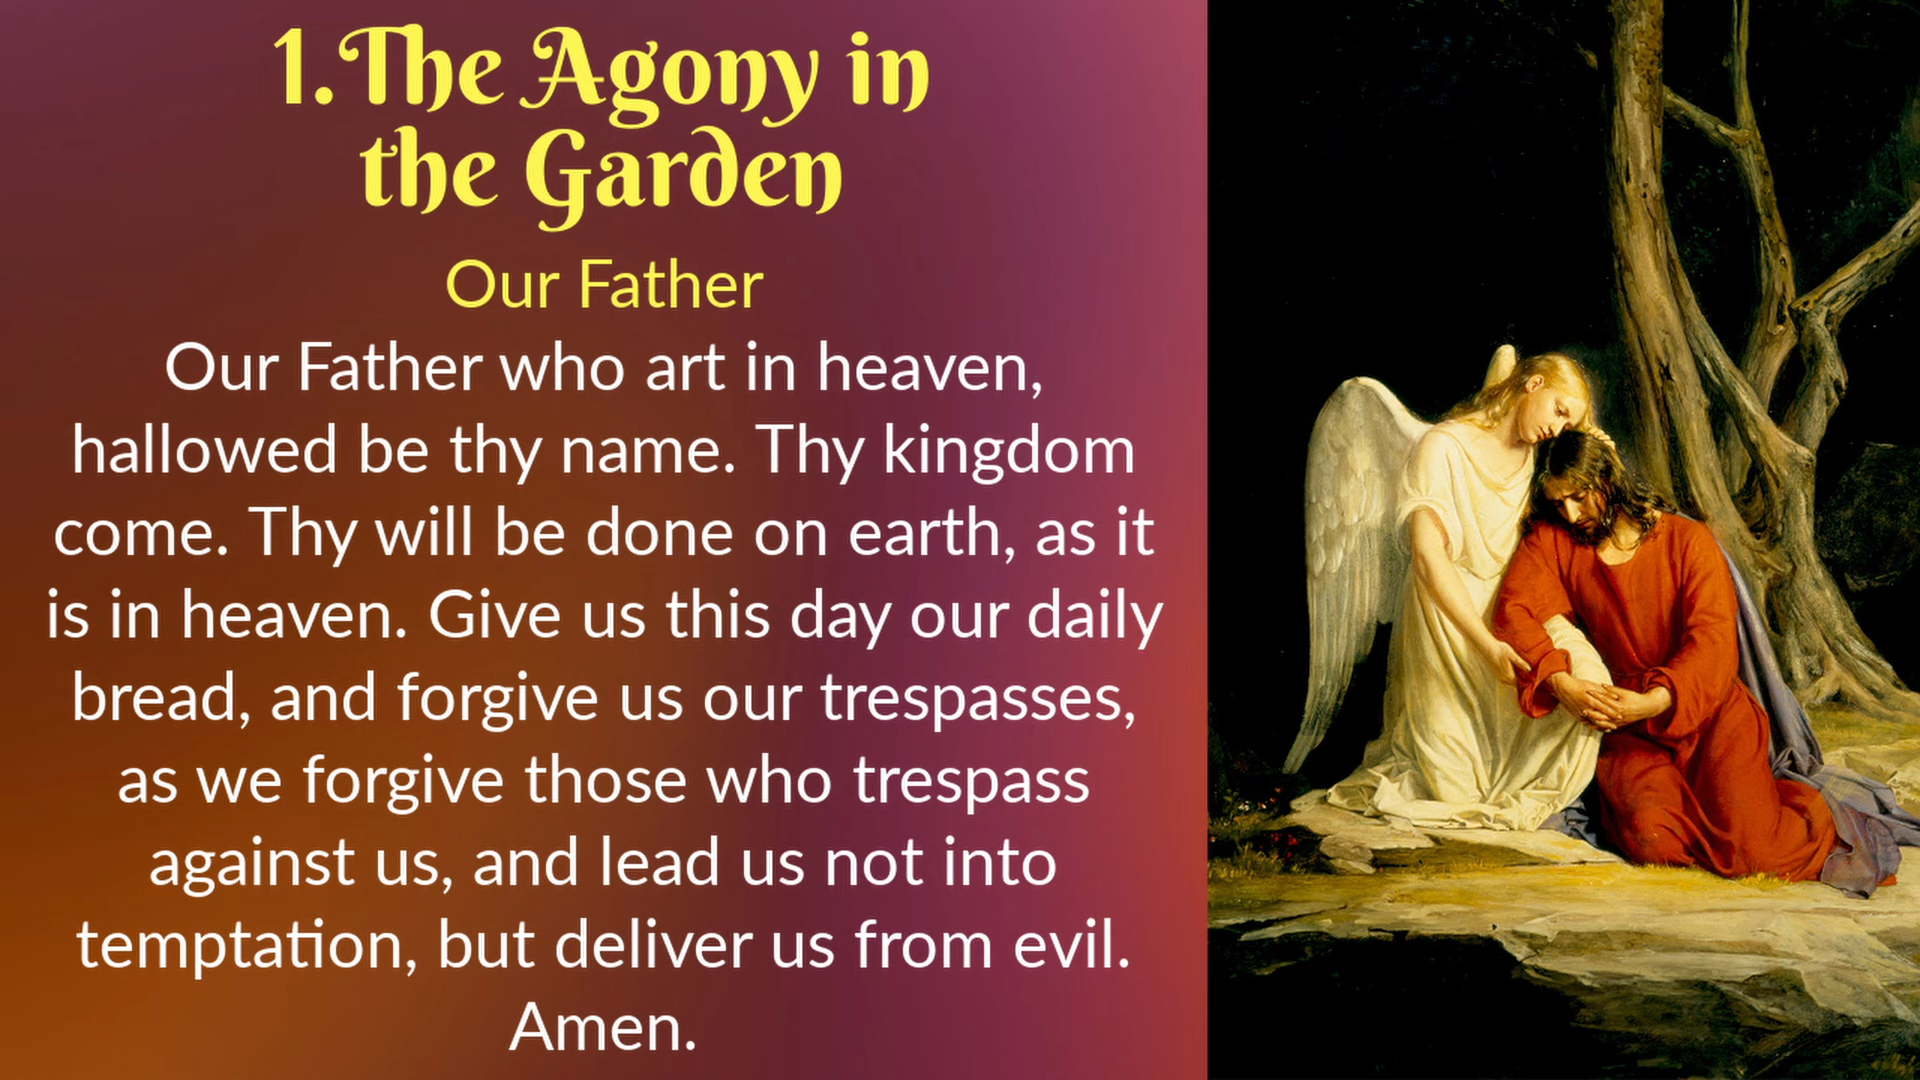 1.The Agony in
the Garden
Our Father
Our Father who art in heaven,
hallowed be thy name. Thy kingdom
come. Thy will be done on earth, as it
is in heaven. Give us this day our daily
bread, and forgive us our trespasses,
as we forgive those who trespass
against us, and lead us not into
temptation, but deliver us from evil.
Amen.